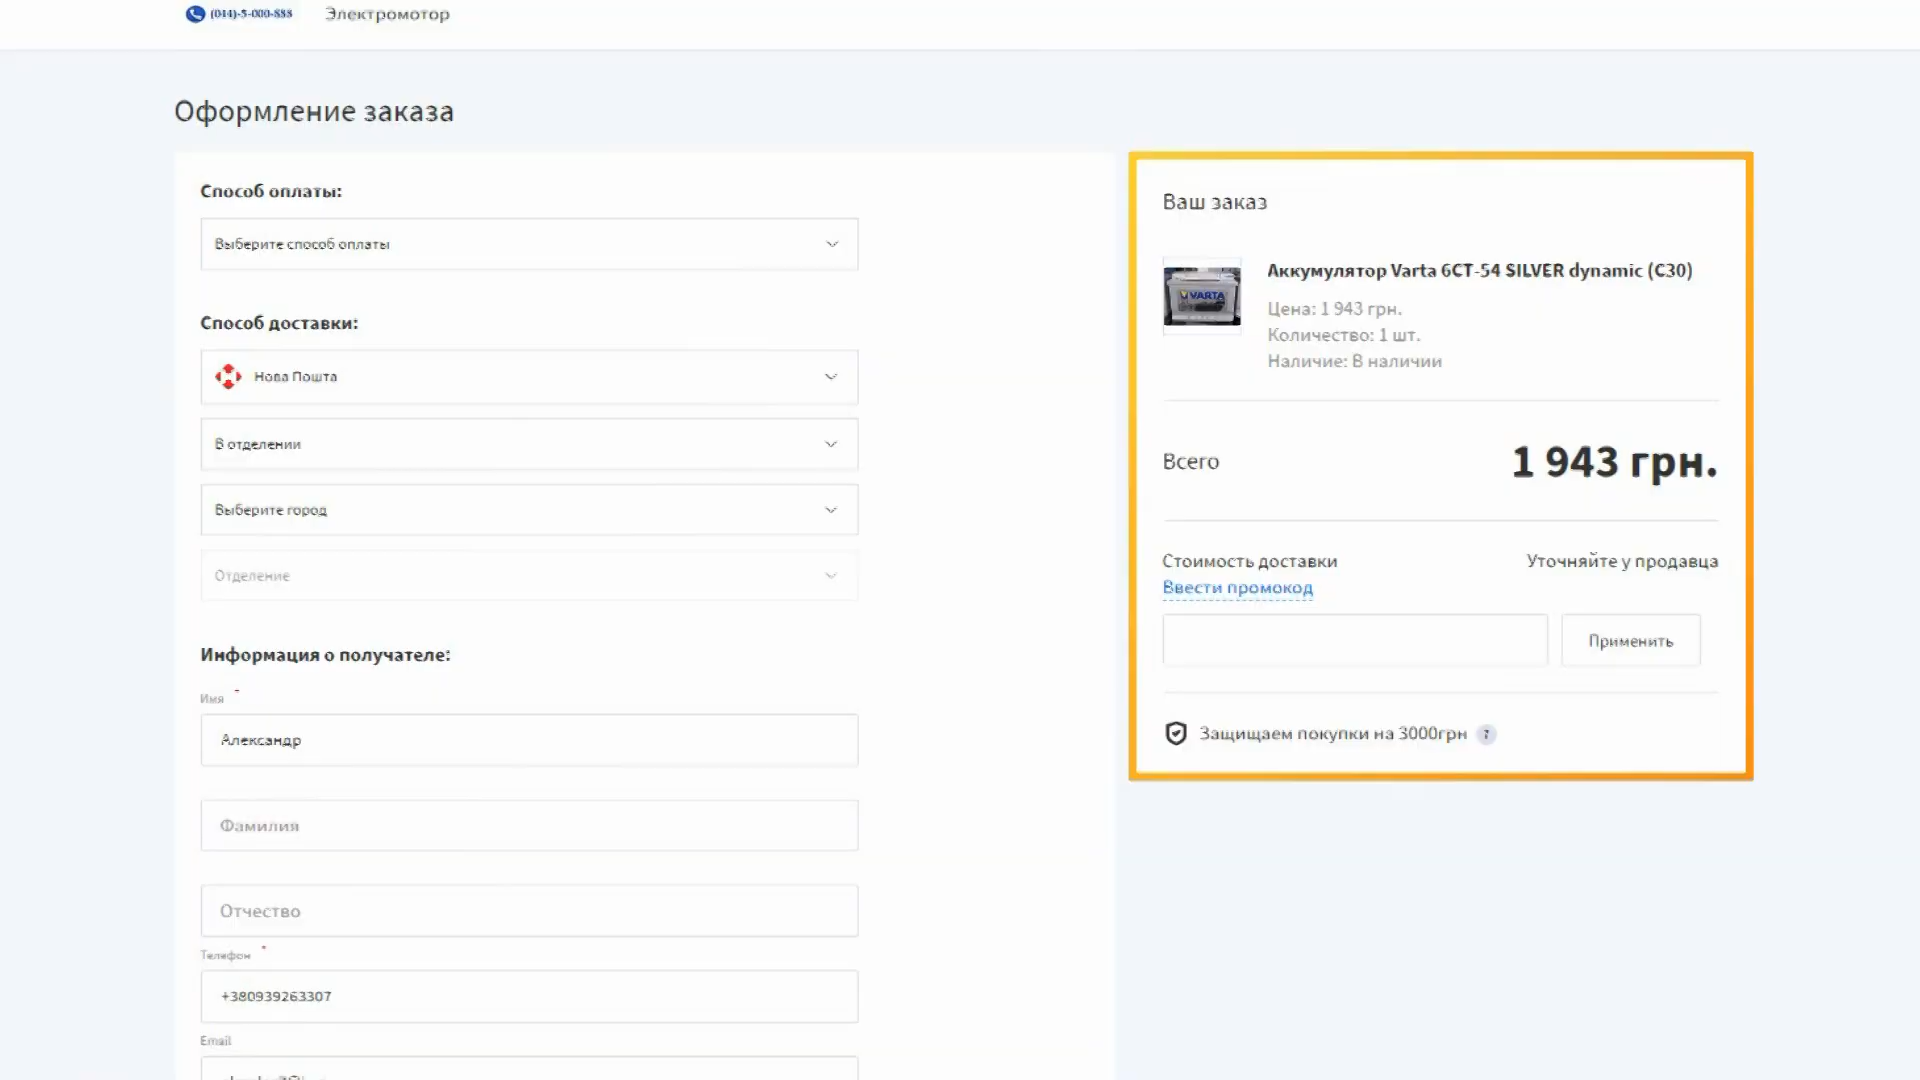 (044)-5-000-888 Электромотор
Оформление заказа
Способ оплаты:
Выберите способ оплаты
Способ доставки:
Нова Пошта
В отделении
Выберите город
Отделение
Информация о получателе:
Имя *
Александр
Фамилия
Отчество
Телефон *
+380939263307
Email
Ваш заказ
VARTA
Аккумулятор Varta 6СТ-54 SILVER dynamic (C30)
Цена: 1 943 грн.
Количество: 1 шт.
Наличие: В наличии
Всего 1 943 грн.
Стоимость доставки Уточняйте у продавца
Ввести промокод
Применить
Защищаем покупки на 3000грн ?